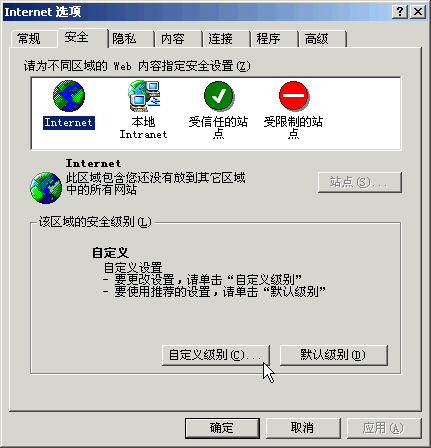 Internet 选项
常规 安全 隐私 内容 连接 程序 高级
请为不同区域的 Web 内容指定安全设置(Z)
Internet
本地
Intranet
受信任的站
点
受限制的站
点
Internet
此区域包含您还没有放到其它区域
中的所有网站
站点(S)...
该区域的安全级别(L)
自定义
自定义设置
- 要更改设置，请单击“自定义级别”
- 要使用推荐的设置，请单击“默认级别”
自定义级别(C)... 默认级别(D)
确定 取消 应用(A)